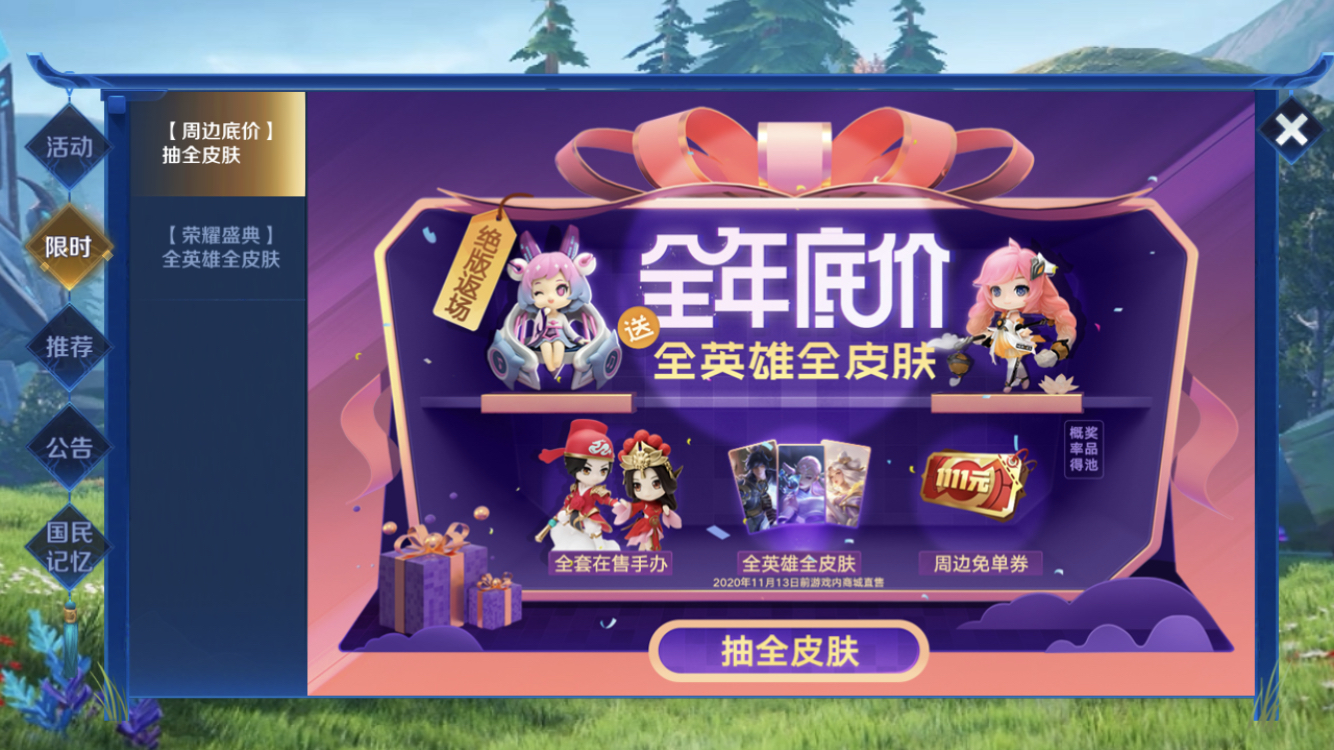 活动
限时
推荐
公告
国民
记忆
【周边底价】
抽全皮肤
【荣耀盛典】
全英雄全皮肤
绝版返场
全年底价
送
全英雄全皮肤
奖品池
概率得
1111元
全套在售手办
全英雄全皮肤
周边免单券
2020年11月13日前游戏内商城直售
抽全皮肤